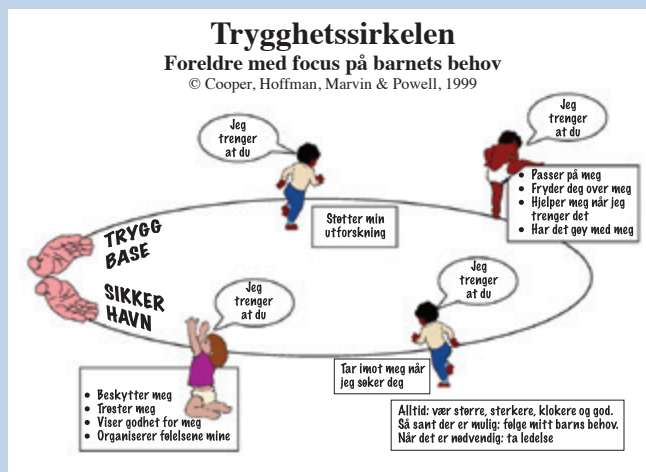 Trygghetssirkelen
Foreldre med focus på barnets behov
© Cooper, Hoffman, Marvin & Powell, 1999
Jeg
trenger
at du
Støtter min
utforskning
Jeg
trenger
at du
• Passer på meg
• Fryder deg over meg
• Hjelper meg når jeg
trenger det
• Har det gøy med meg
TRYGG
BASE
SIKKER
HAVN
Jeg
trenger
at du
Tar imot meg når
jeg søker deg
Jeg
trenger
at du
• Beskytter meg
• Trøster meg
• Viser godhet for meg
• Organiserer følelsene mine
Alltid: vær større, sterkere, klokere og god.
Så sant der er mulig: følge mitt barns behov.
Når det er nødvendig: ta ledelse